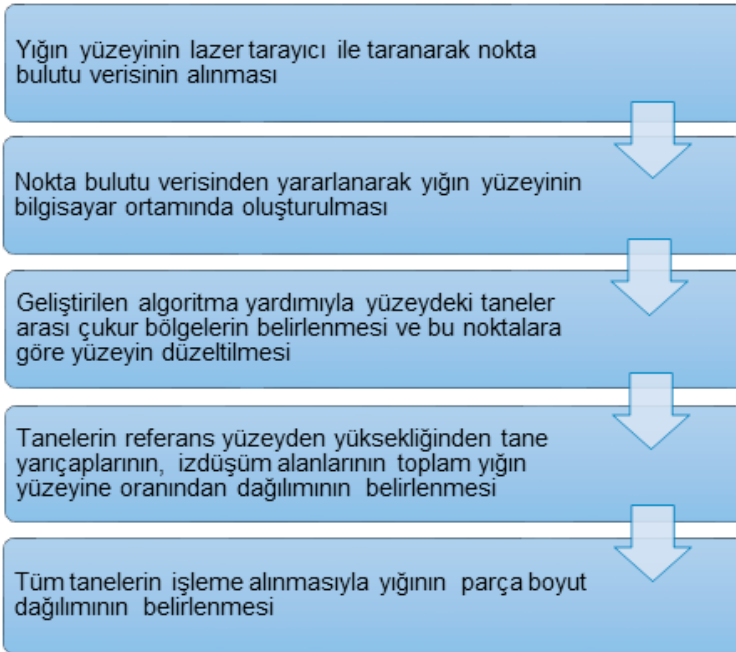 Yığın yüzeyinin lazer tarayıcı ile taranarak nokta
bulutu verisinin alınması
Nokta bulutu verisinden yararlanarak yığın yüzeyinin
bilgisayar ortamında oluşturulması
Geliştirilen algoritma yardımıyla yüzeydeki taneler
arası çukur bölgelerin belirlenmesi ve bu noktalara
göre yüzeyin düzeltilmesi
Tanelerin referans yüzeyden yüksekliğinden tane
yarıçaplarının, izdüşüm alanlarının toplam yığın
yüzeyine oranından dağılımının belirlenmesi
Tüm tanelerin işleme alınmasıyla yığının parça boyut
dağılımının belirlenmesi